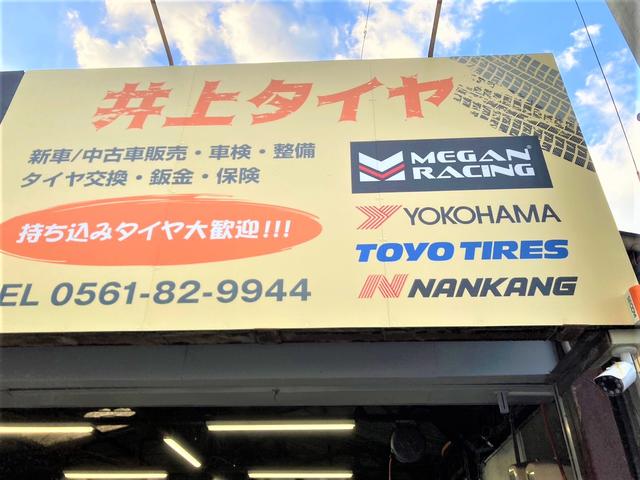 井上タイヤ
新車/中古車販売・車検・整備
タイヤ交換・鈑金・保険
持ち込みタイヤ大歓迎!!!
TEL 0561-82-9944
MEGAN
RACING
YOKOHAMA
TOYO TIRES
NANKANG